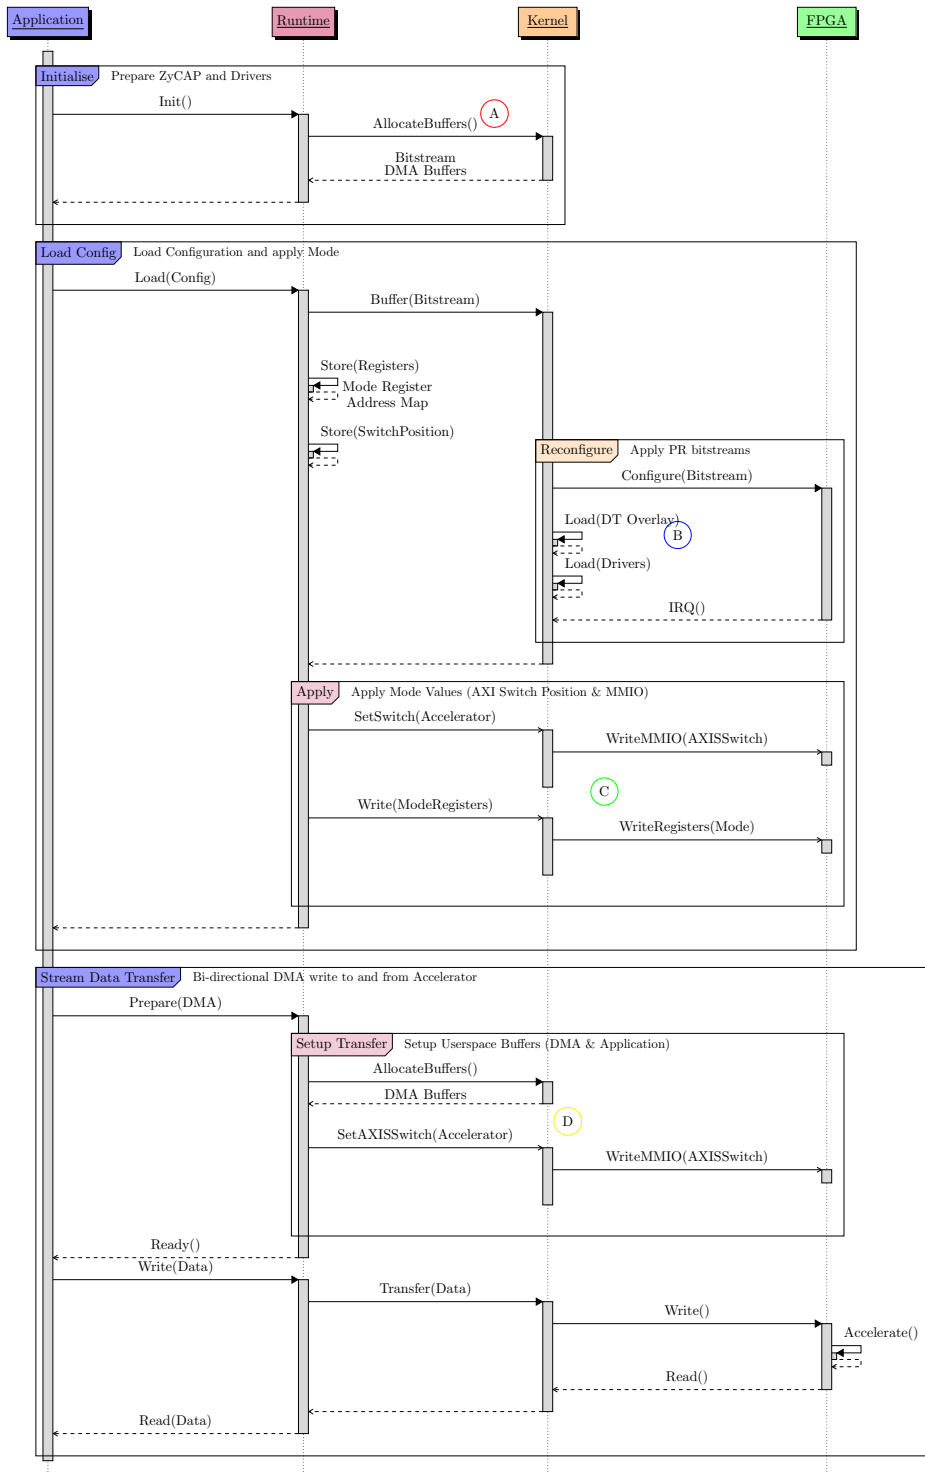 Application
Runtime
Kernel
FPGA
Initialise
Prepare ZyCAP and Drivers
Init()
A
AllocateBuffers()
Bitstream
DMA Buffers
Load Config
Load Configuration and apply Mode
Load(Config)
Buffer(Bitstream)
Store(Registers)
Mode Register
Address Map
Store(SwitchPosition)
Reconfigure
Apply PR bitstreams
Configure(Bitstream)
Load(DT Overlay)
B
Load(Drivers)
IRQ()
Apply
Apply Mode Values (AXI Switch Position & MMIO)
SetSwitch(Accelerator)
WriteMMIO(AXISSwitch)
C
Write(ModeRegisters)
WriteRegisters(Mode)
Stream Data Transfer
Bi-directional DMA write to and from Accelerator
Prepare(DMA)
Setup Transfer
Setup Userspace Buffers (DMA & Application)
AllocateBuffers()
DMA Buffers
D
SetAXISSwitch(Accelerator)
WriteMMIO(AXISSwitch)
Ready()
Write(Data)
Transfer(Data)
Write()
Accelerate()
Read()
Read(Data)